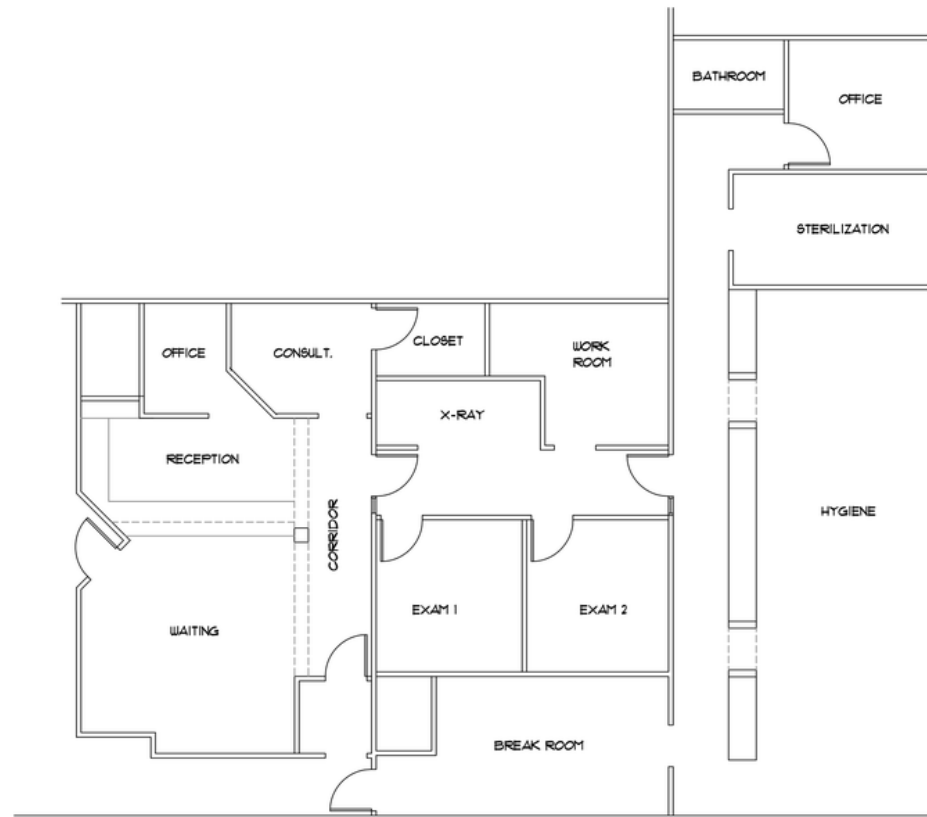 BATHROOM
OFFICE
STERILIZATION
OFFICE
CONSULT.
CLOSET
WORK
ROOM
X-RAY
RECEPTION
CORRIDOR
HYGIENE
EXAM 1
EXAM 2
WAITING
BREAK ROOM